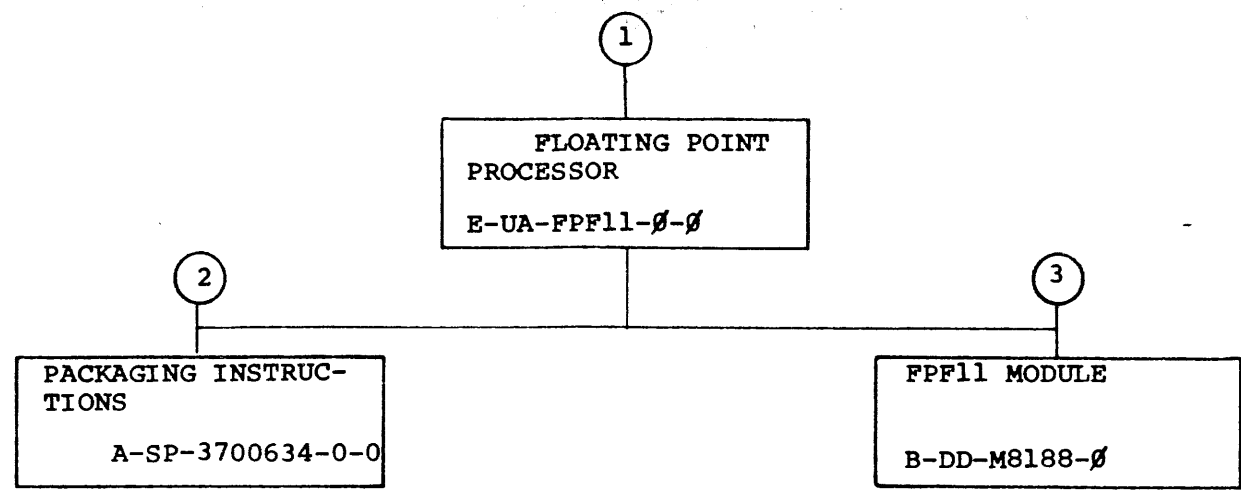 1
FLOATING POINT
PROCESSOR
E-UA-FPF11-Ø-Ø
2
3
PACKAGING INSTRUC-
TIONS
A-SP-3700634-0-0
FPF11 MODULE
B-DD-M8188-Ø